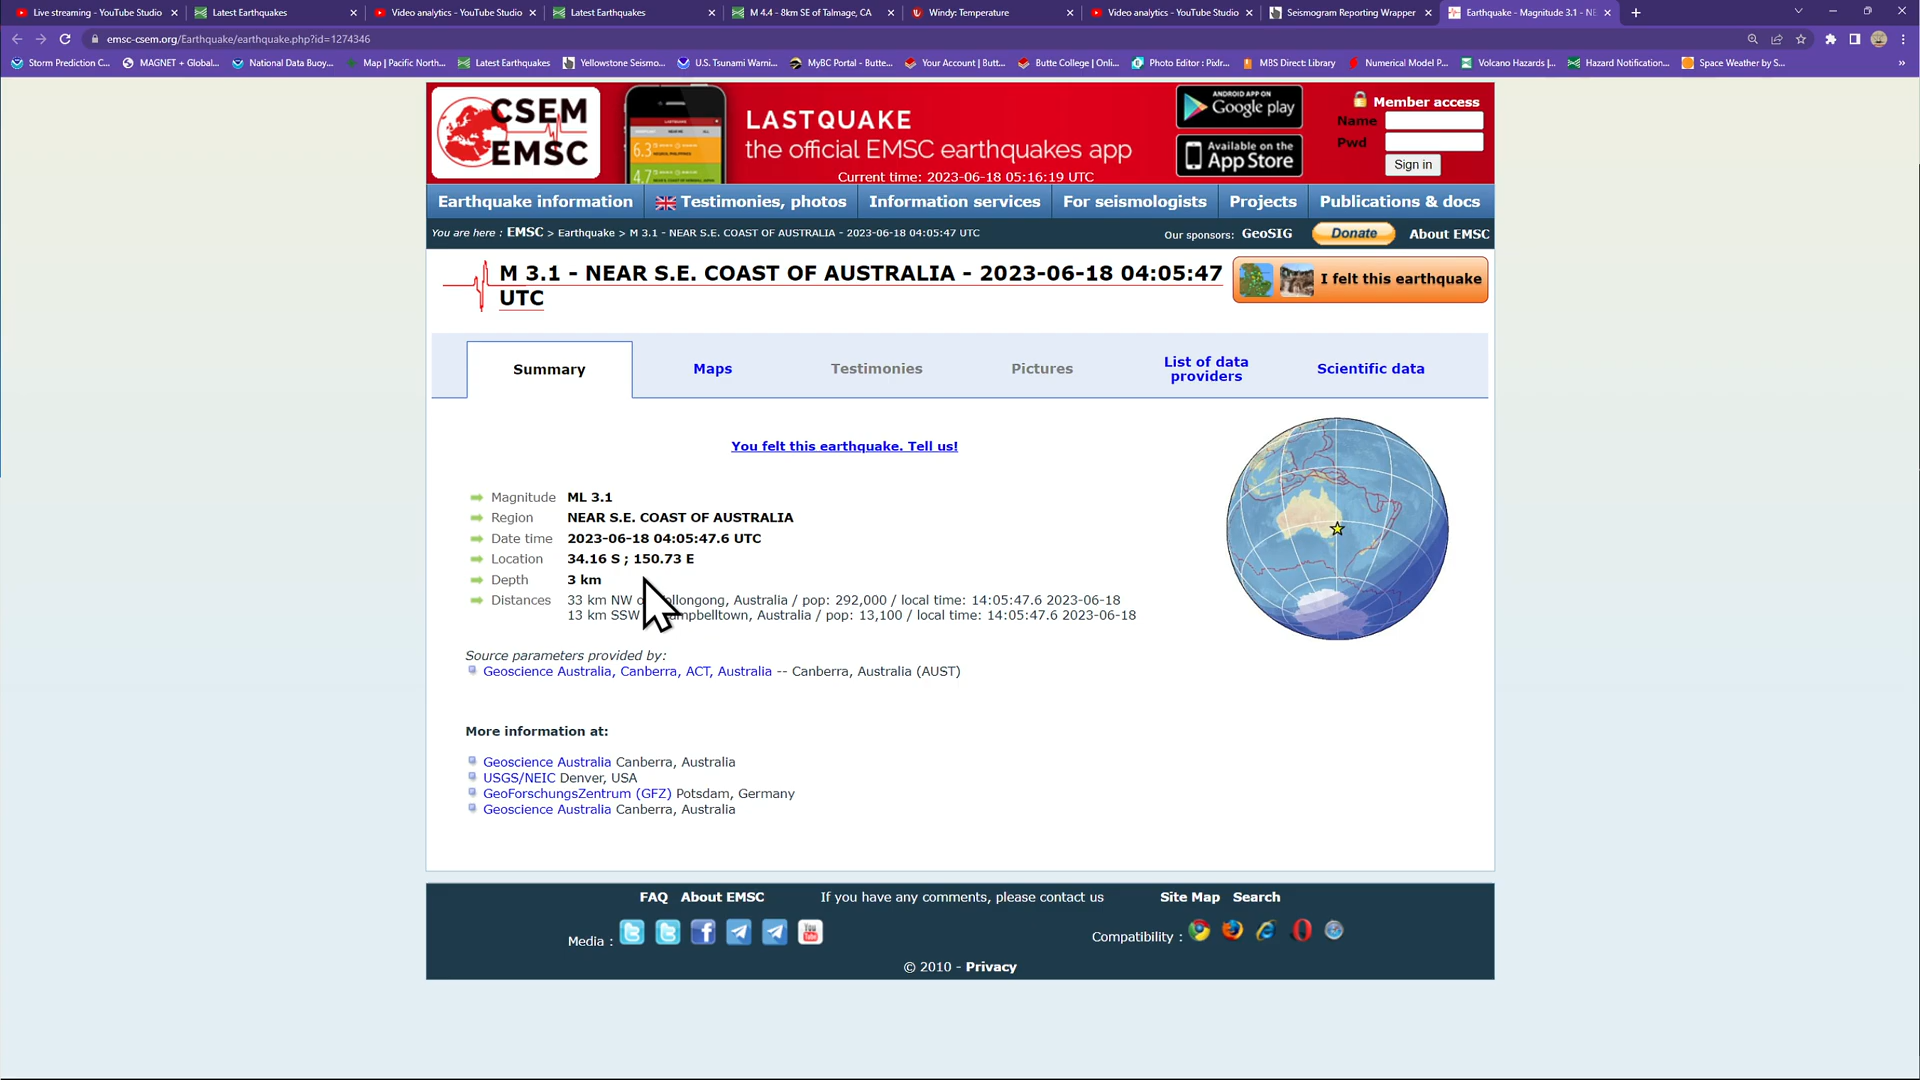 Live streaming - YouTube Studio
Latest Earthquakes
Video analytics - YouTube Studio
Latest Earthquakes
M 4.4 - 8km SE of Talmage, CA
Windy: Temperature
Video analytics - YouTube Studio
Seismogram Reporting Wrapper
Earthquake - Magnitude 3.1 - NE
emsc-csem.org/Earthquake/earthquake.php?id=1274346
Storm Prediction C...
MAGNET + Global...
National Data Buoy...
Map | Pacific North...
Latest Earthquakes
Yellowstone Seismo...
U.S. Tsunami Warni...
MyBC Portal - Butte...
Your Account | Butt...
Butte College | Onli...
Photo Editor : Pixlr...
MBS Direct Library
Numerical Model P...
Volcano Hazards |...
Hazard Notification...
Space Weather by S...
CSEM
EMSC
LASTQUAKE
the official EMSC earthquakes app
Current time: 2023-06-18 05:16:19 UTC
ANDROID APP ON
Google play
Available on the
App Store
Member access
Name
Pwd
Sign in
Earthquake information
Testimonies, photos
Information services
For seismologists
Projects
Publications & docs
You are here : EMSC > Earthquake > M 3.1 - NEAR S.E. COAST OF AUSTRALIA - 2023-06-18 04:05:47 UTC
Our sponsors: GeoSIG
Donate
About EMSC
M 3.1 - NEAR S.E. COAST OF AUSTRALIA - 2023-06-18 04:05:47
UTC
I felt this earthquake
Summary
Maps
Testimonies
Pictures
List of data
providers
Scientific data
You felt this earthquake. Tell us!
Magnitude ML 3.1
Region NEAR S.E. COAST OF AUSTRALIA
Date time 2023-06-18 04:05:47.6 UTC
Location 34.16 S ; 150.73 E
Depth 3 km
Distances 33 km NW ollongong, Australia / pop: 292,000 / local time: 14:05:47.6 2023-06-18
13 km SSW ampbelltown, Australia / pop: 13,100 / local time: 14:05:47.6 2023-06-18
Source parameters provided by:
Geoscience Australia, Canberra, ACT, Australia -- Canberra, Australia (AUST)
More information at:
Geoscience Australia Canberra, Australia
USGS/NEIC Denver, USA
GeoForschungsZentrum (GFZ) Potsdam, Germany
Geoscience Australia Canberra, Australia
FAQ About EMSC
If you have any comments, please contact us
Site Map Search
Media :
Compatibility :
© 2010 - Privacy